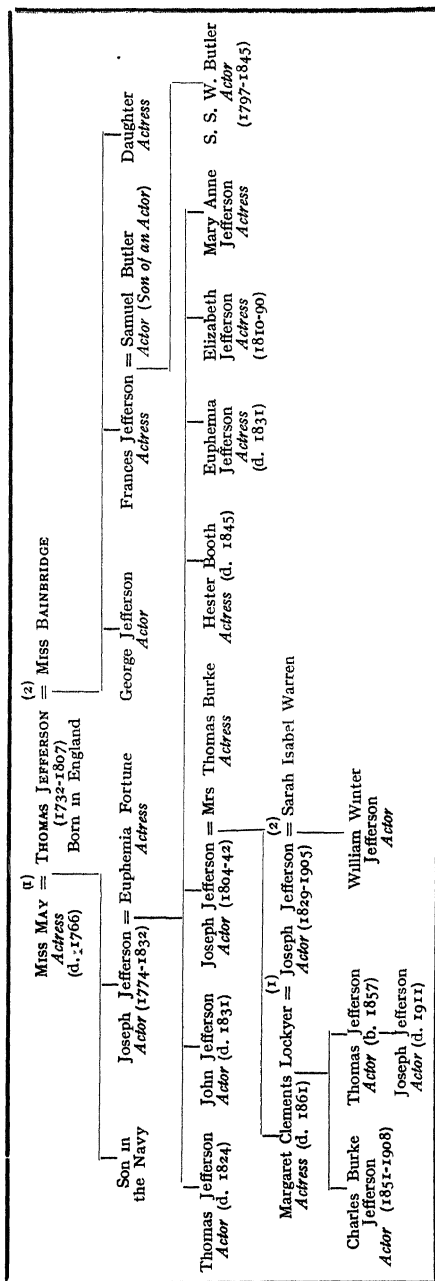 (1) (2)
MISS MAY = THOMAS JEFFERSON = MISS BAINBRIDGE
Actress (1732-1807)
(d. 1766) Born in England
Son in Joseph Jefferson = Euphemia Fortune George Jefferson Frances Jefferson = Samuel Butler Daughter
the Navy Actor (1774-1832) Actress Actor Actress Actor (Son of an Actor) Actress
Thomas Jefferson John Jefferson Joseph Jefferson = Mrs Thomas Burke Hester Booth Euphemia Elizabeth Mary Anne S. S. W. Butler
Actor (d. 1824) Actor (d. 1831) Actor (1804-42) Actress Actress (d. 1845) Jefferson Jefferson Jefferson Actor
Actress Actress Actress (1797-1845)
(d. 1831) (1810-90)
(1) (2)
Margaret Clements Lockyer = Joseph Jefferson = Sarah Isabel Warren
Actress (d. 1861) Actor (1829-1905)
Charles Burke Thomas Jefferson William Winter
Jefferson Actor (b. 1857) Jefferson
Actor (1851-1908) Actor
Joseph Jefferson
Actor (d. 1911)